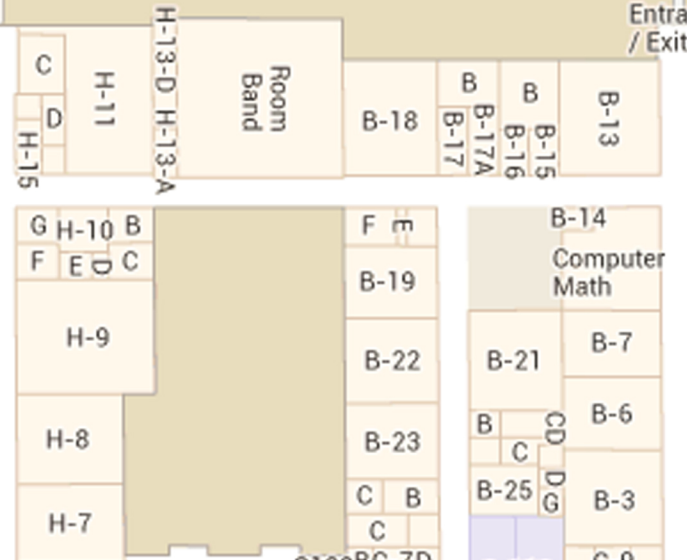 Entra
/ Exit
C
D
H-15
H-11
H-13-D
H-13-A
Band
Room
B-18
B
B-17
B-17A
B
B-16
B-15
B-13
G
H-10
B
F
E
D
C
F
E
B-14
Computer
Math
H-9
B-19
B-7
B-22
B-21
H-8
B-23
B
CD
B-6
C
C
B
B-25
D
G
B-3
H-7
C